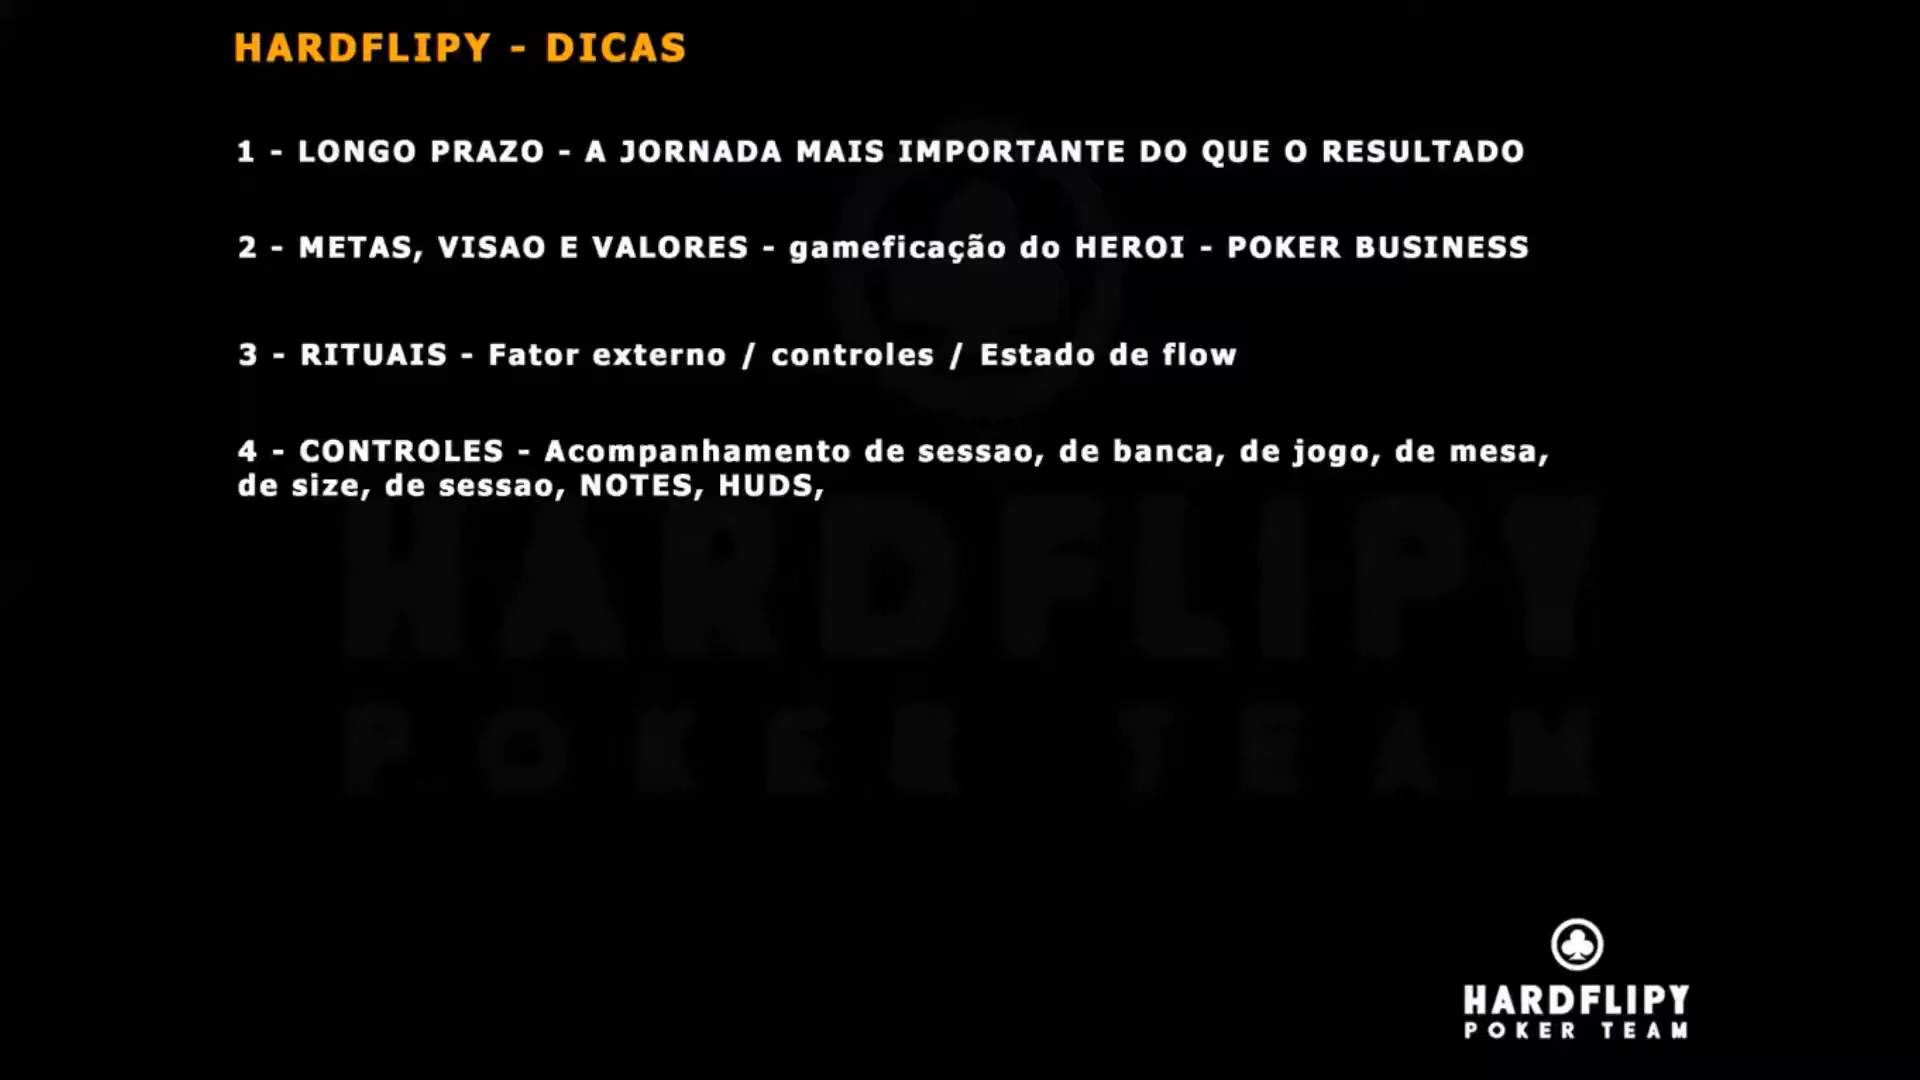 HARDFLIPY - DICAS
1 - LONGO PRAZO - A JORNADA MAIS IMPORTANTE DO QUE O RESULTADO
2 - METAS, VISAO E VALORES - gameficação do HEROI - POKER BUSINESS
3 - RITUAIS - Fator externo / controles / Estado de flow
4 - CONTROLES - Acompanhamento de sessao, de banca, de jogo, de mesa,
de size, de sessao, NOTES, HUDS,
HARDFLIPY
POKER TEAM
HARDFLIPY
POKER TEAM